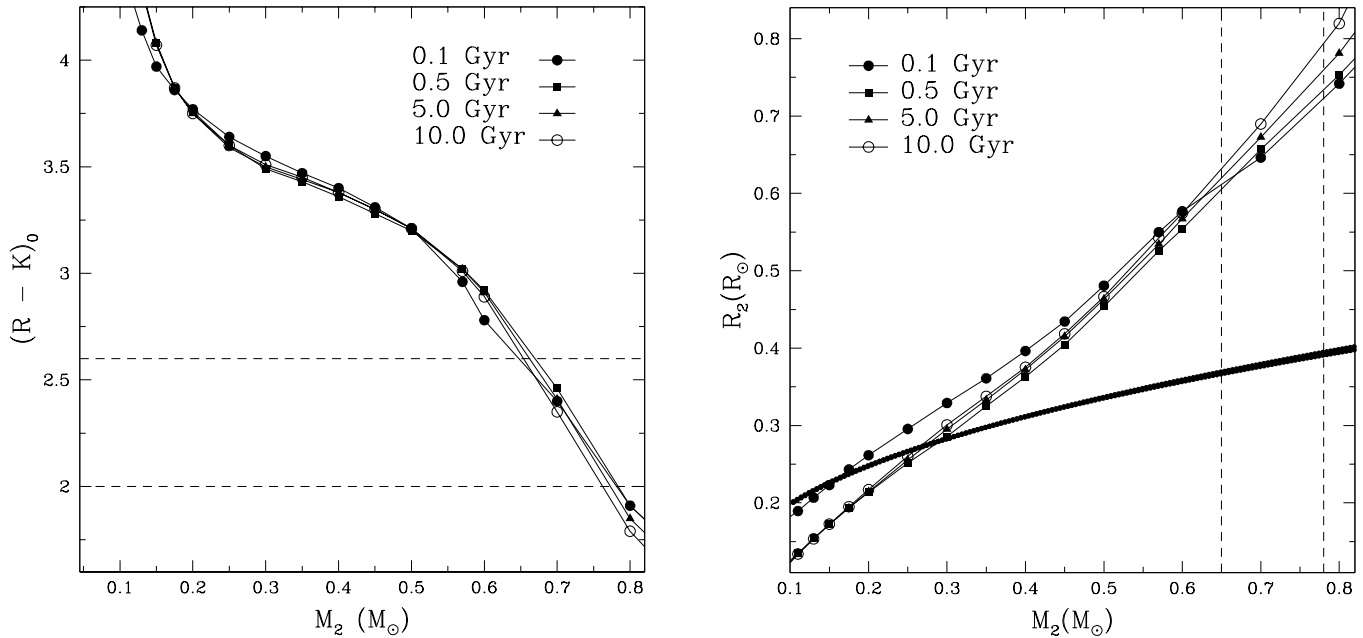 4
3.5
3
2.5
2
(R − K)₀
0.1 Gyr
0.5 Gyr
5.0 Gyr
10.0 Gyr
0.1 0.2 0.3 0.4 0.5 0.6 0.7 0.8
M₂ (M⊙)
0.8
0.7
0.6
0.5
0.4
0.3
0.2
R₂(R⊙)
0.1 Gyr
0.5 Gyr
5.0 Gyr
10.0 Gyr
0.1 0.2 0.3 0.4 0.5 0.6 0.7 0.8
M₂(M⊙)